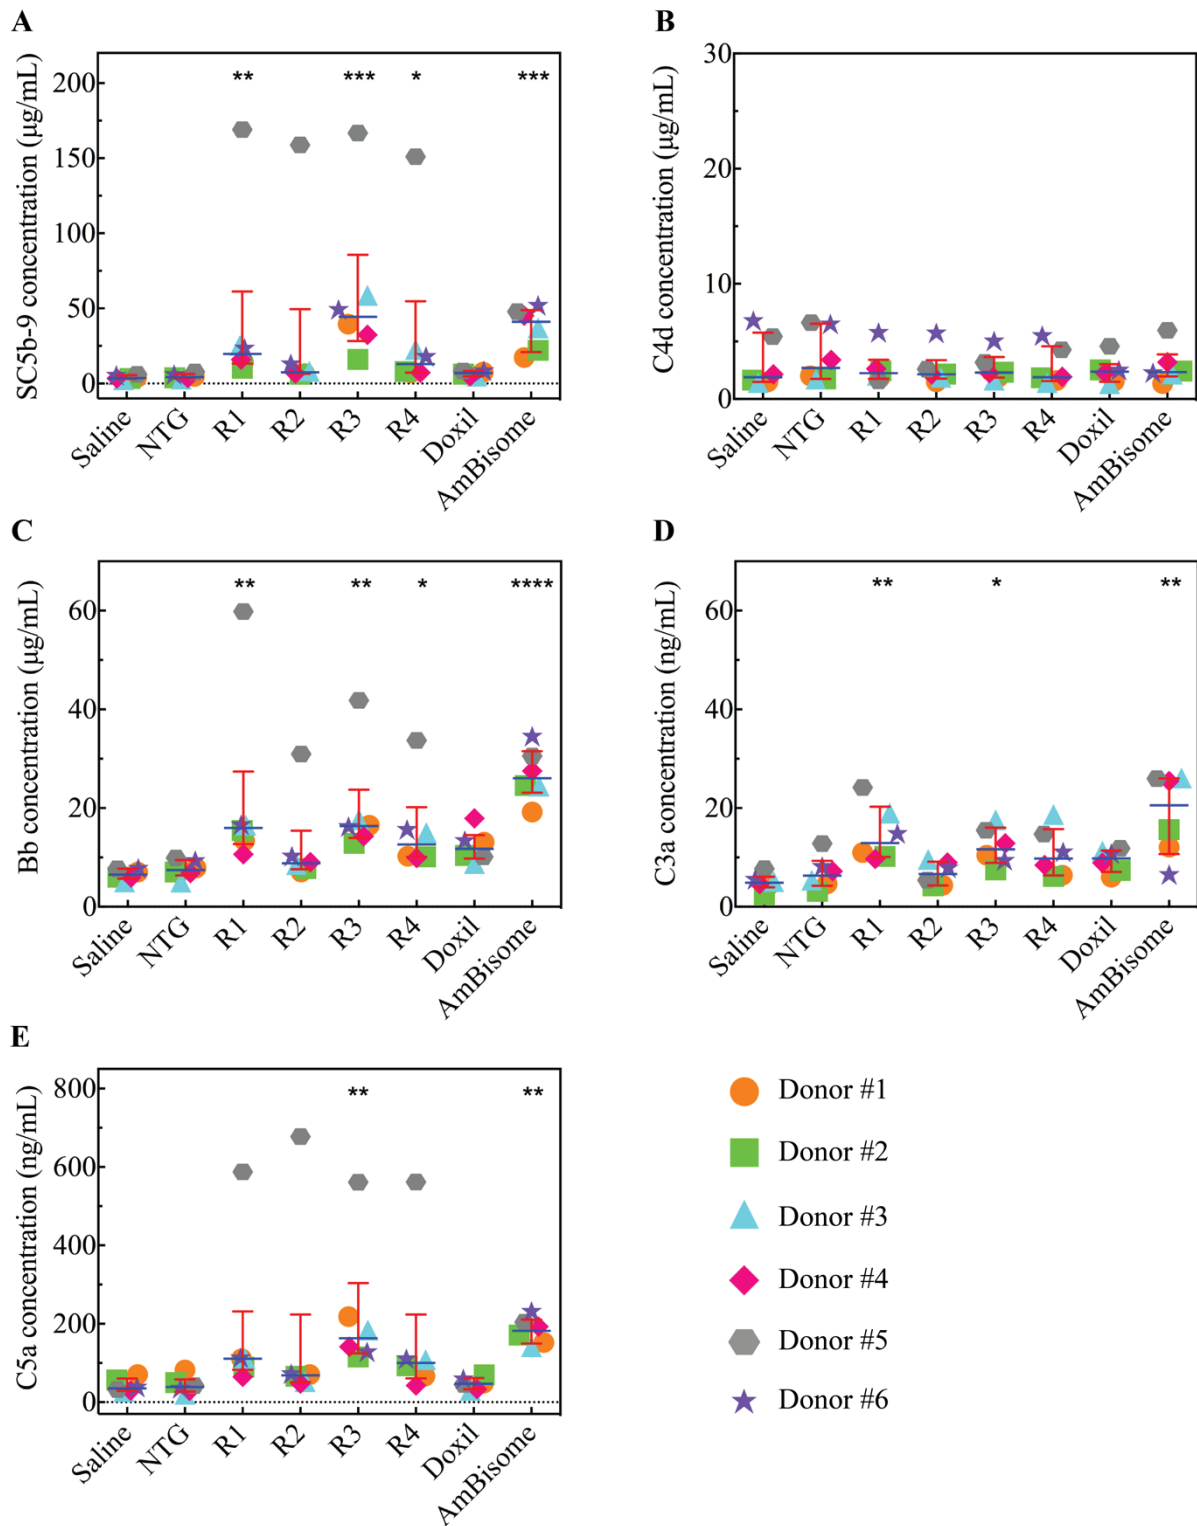 A
SC5b-9 concentration (μg/mL)
200
150
100
50
0
** *** * ***
Saline NTG R1 R2 R3 R4 Doxil AmBisome
B
C4d concentration (μg/mL)
30
20
10
0
Saline NTG R1 R2 R3 R4 Doxil AmBisome
C
Bb concentration (μg/mL)
60
40
20
0
** ** * ****
Saline NTG R1 R2 R3 R4 Doxil AmBisome
D
C3a concentration (ng/mL)
60
40
20
0
** * **
Saline NTG R1 R2 R3 R4 Doxil AmBisome
E
C5a concentration (ng/mL)
800
600
400
200
0
** **
Saline NTG R1 R2 R3 R4 Doxil AmBisome
Donor #1
Donor #2
Donor #3
Donor #4
Donor #5
Donor #6